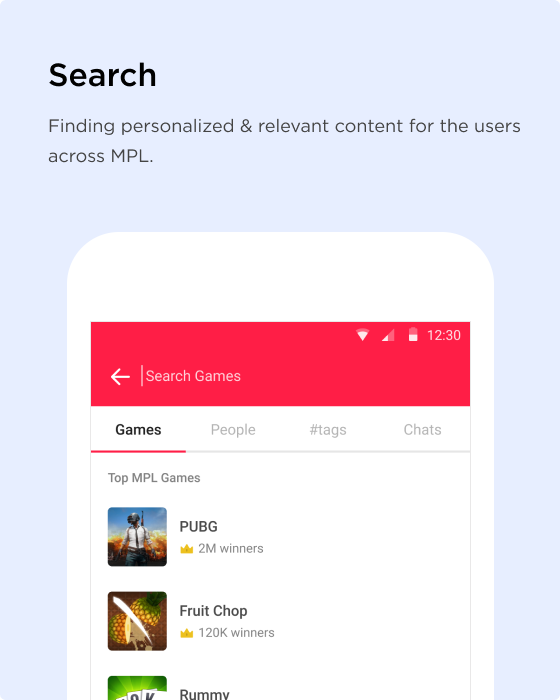 Search
Finding personalized & relevant content for the users
across MPL.
12:30
Search Games
Games People #tags Chats
Top MPL Games
PUBG
2M winners
Fruit Chop
120K winners
Rummy